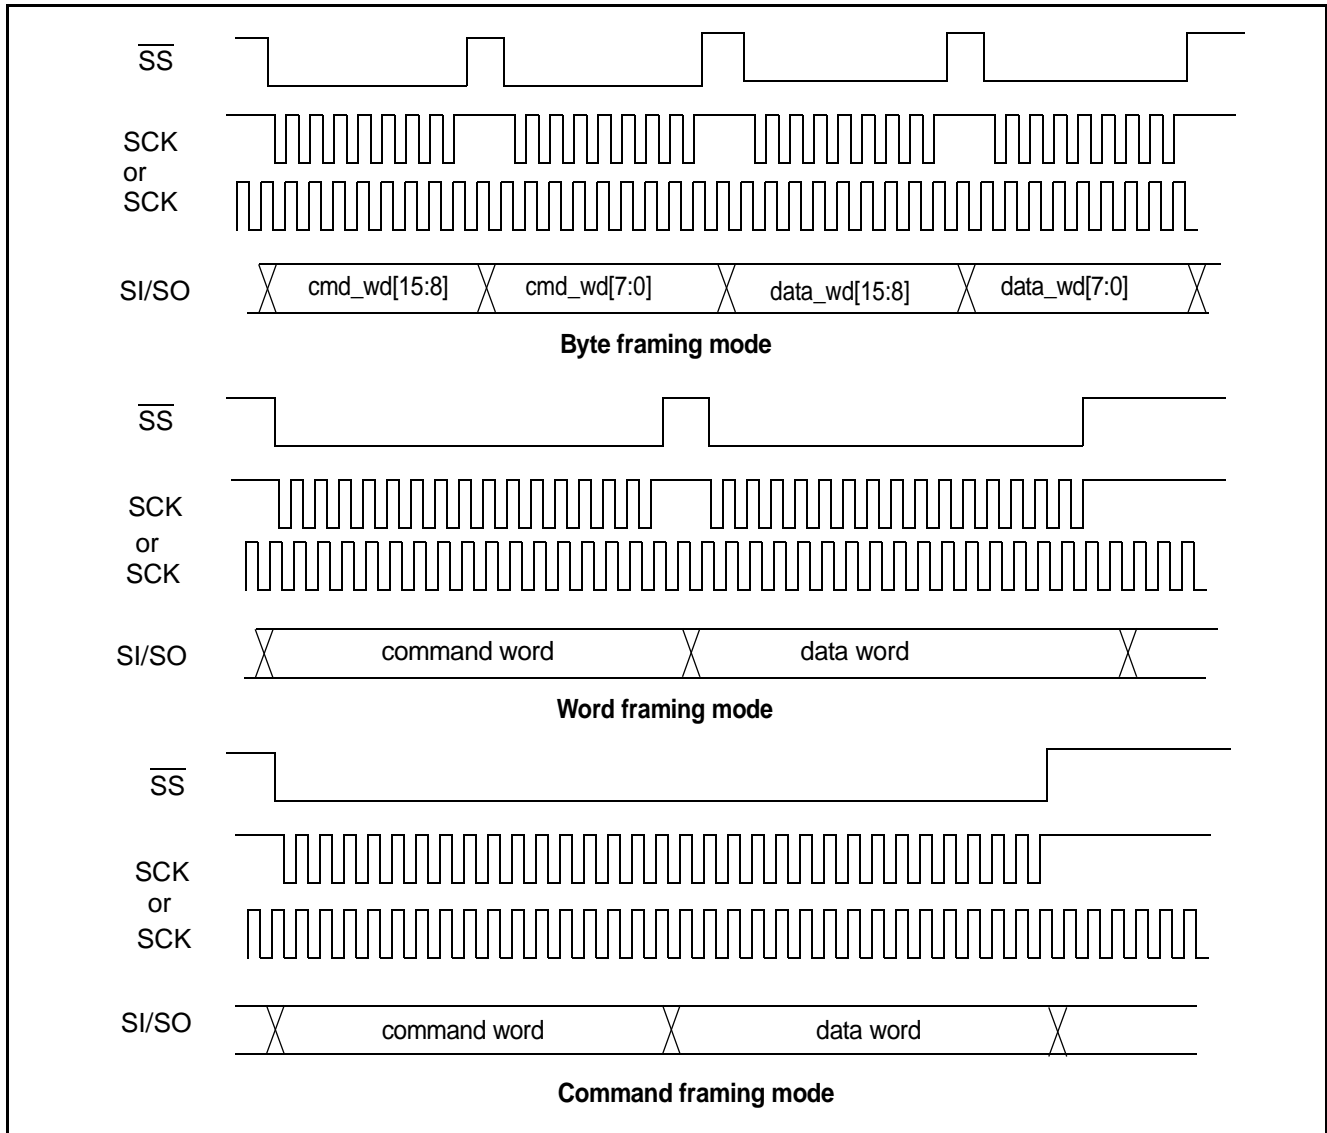 SS
SCK
or
SCK
SI/SO
cmd_wd[15:8] cmd_wd[7:0] data_wd[15:8] data_wd[7:0]
Byte framing mode
SS
SCK
or
SCK
SI/SO
command word data word
Word framing mode
SS
SCK
or
SCK
SI/SO
command word data word
Command framing mode